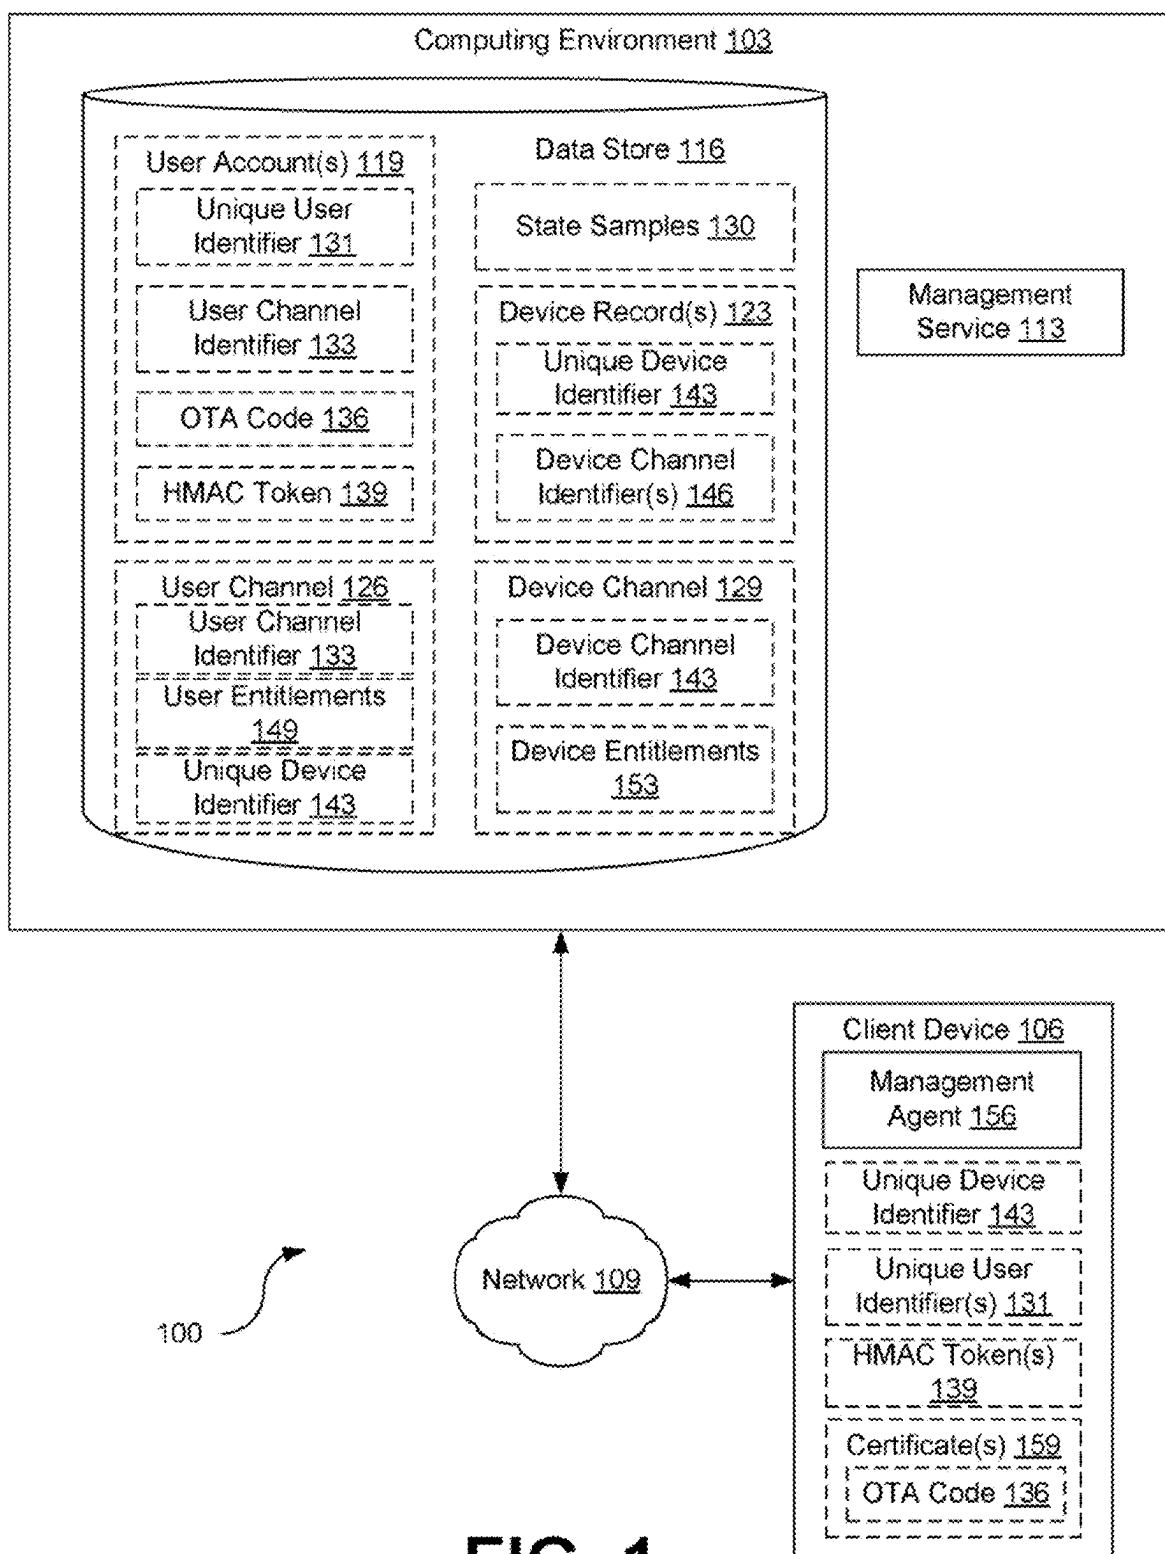 Computing Environment 103
User Account(s) 119
Unique User
Identifier 131
User Channel
Identifier 133
OTA Code 136
HMAC Token 139
Data Store 116
State Samples 130
Device Record(s) 123
Unique Device
Identifier 143
Device Channel
Identifier(s) 146
Management
Service 113
User Channel 126
User Channel
Identifier 133
User Entitlements
149
Unique Device
Identifier 143
Device Channel 129
Device Channel
Identifier 143
Device Entitlements
153
Client Device 106
Management
Agent 156
Unique Device
Identifier 143
Unique User
Identifier(s) 131
HMAC Token(s)
139
Certificate(s) 159
OTA Code 136
Network 109
100
FIG. 1